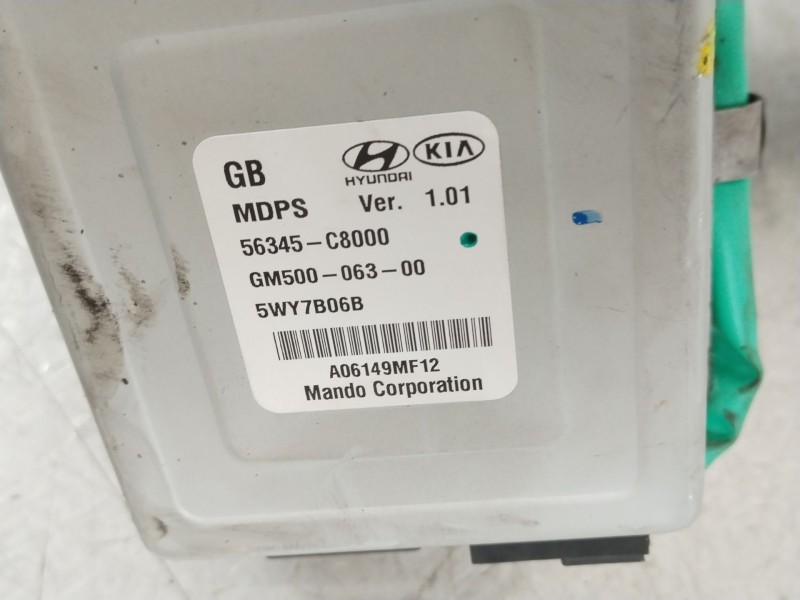 GB HYUNDAI KIA
MDPS Ver. 1.01
56345-C8000
GM500-063-00
5WY7B06B
A06149MF12
Mando Corporation